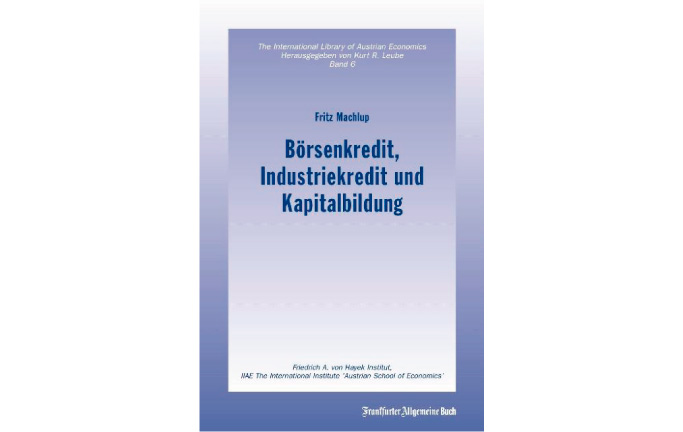 The International Library of Austrian Economics
Herausgegeben von Kurt R. Leube
Band 6
Fritz Machlup
Börsenkredit,
Industriekredit und
Kapitalbildung
Friedrich A. von Hayek Institut,
IIAE The International Institute 'Austrian School of Economics'
Frankfurter Allgemeine Buch